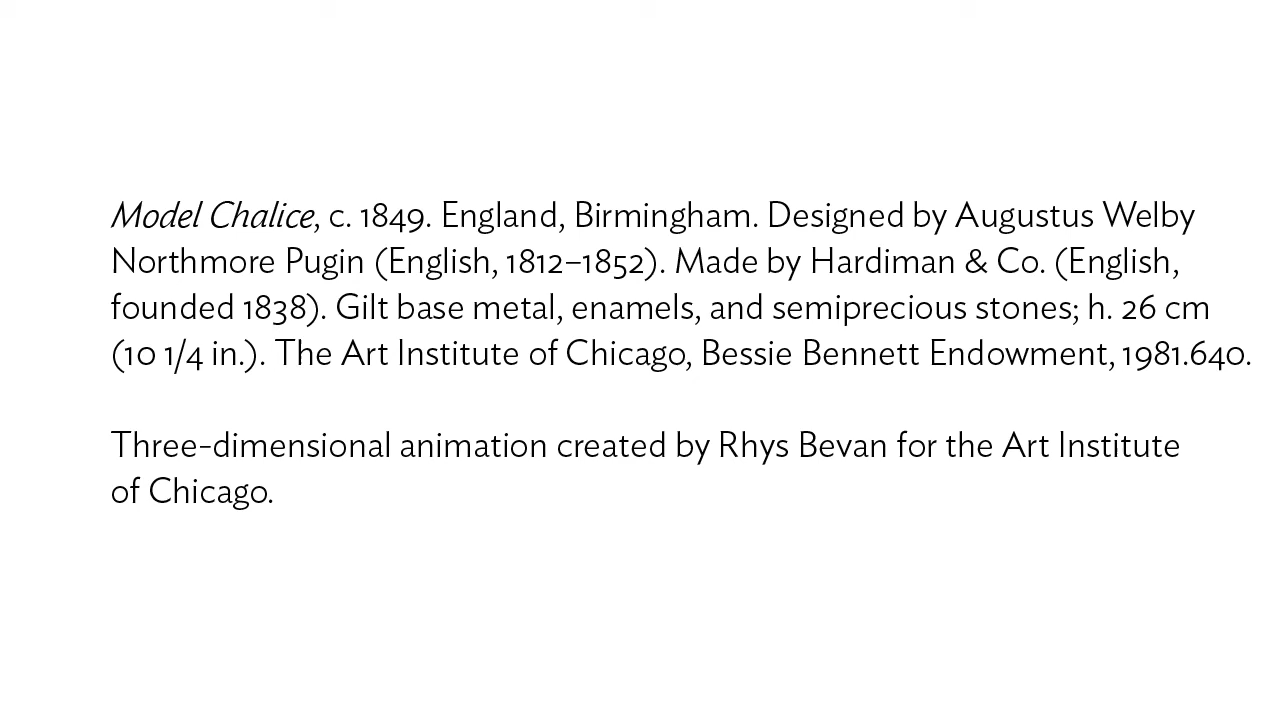 Model Chalice, c. 1849. England, Birmingham. Designed by Augustus Welby
Northmore Pugin (English, 1812–1852). Made by Hardiman & Co. (English,
founded 1838). Gilt base metal, enamels, and semiprecious stones; h. 26 cm
(10 1/4 in.). The Art Institute of Chicago, Bessie Bennett Endowment, 1981.640.
Three-dimensional animation created by Rhys Bevan for the Art Institute
of Chicago.